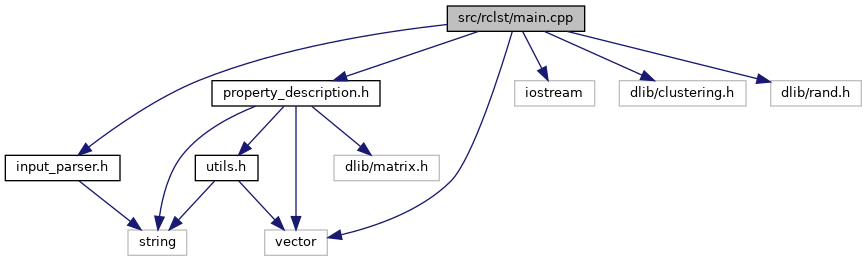 src/rclst/main.cpp
property_description.h
iostream
dlib/clustering.h
dlib/rand.h
input_parser.h
utils.h
dlib/matrix.h
string
vector